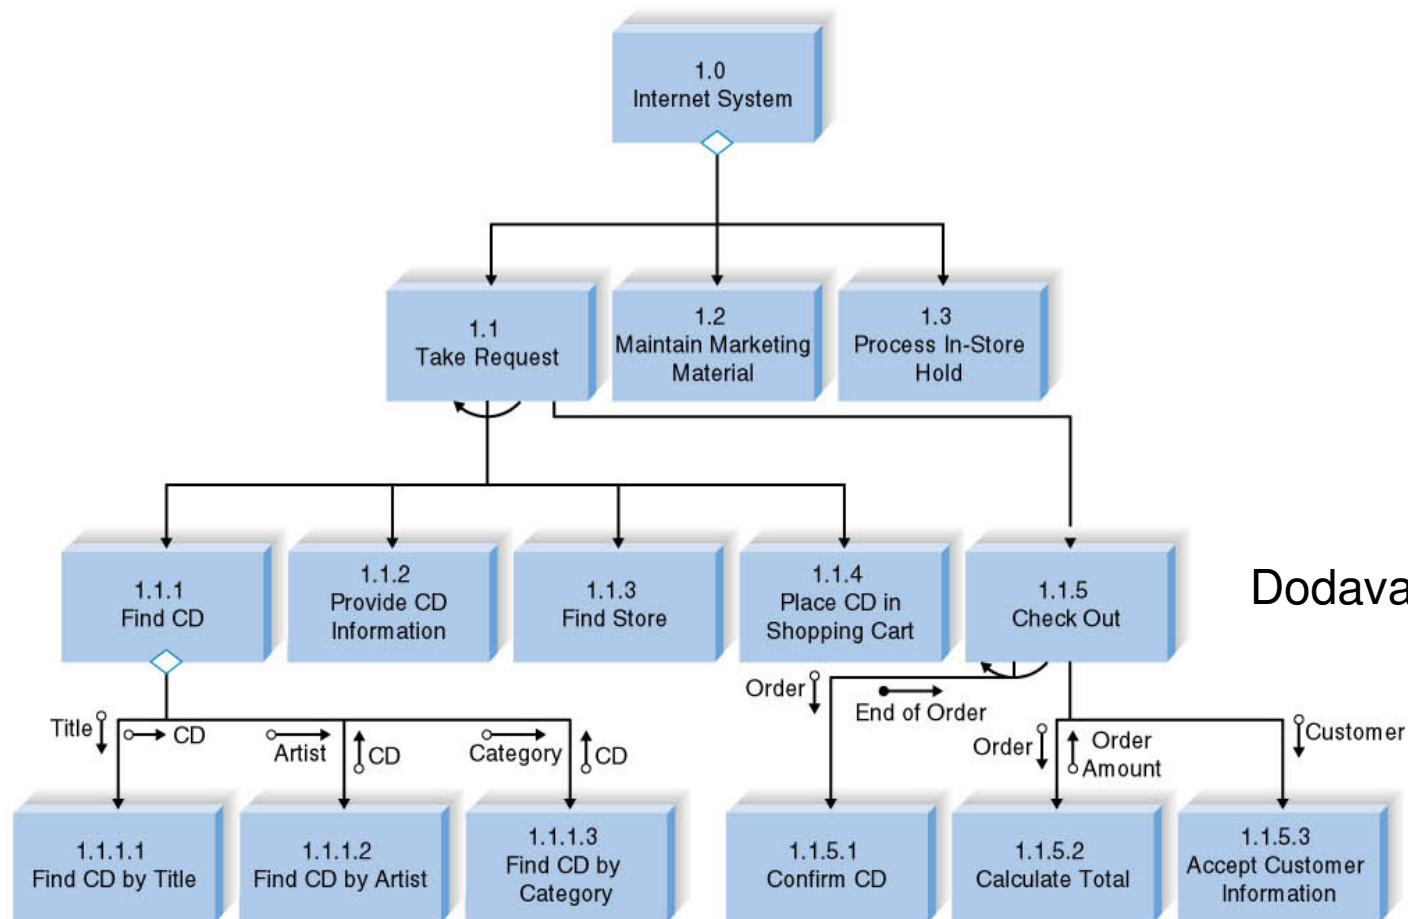 1.0
Internet System
1.1
Take Request
1.2
Maintain Marketing
Material
1.3
Process In-Store
Hold
1.1.1
Find CD
1.1.2
Provide CD
Information
1.1.3
Find Store
1.1.4
Place CD in
Shopping Cart
1.1.5
Check Out
Dodava
Title
CD
Artist
CD
Category
CD
Order
End of Order
Order
Order
Amount
Customer
1.1.1.1
Find CD by Title
1.1.1.2
Find CD by Artist
1.1.1.3
Find CD by
Category
1.1.5.1
Confirm CD
1.1.5.2
Calculate Total
1.1.5.3
Accept Customer
Information